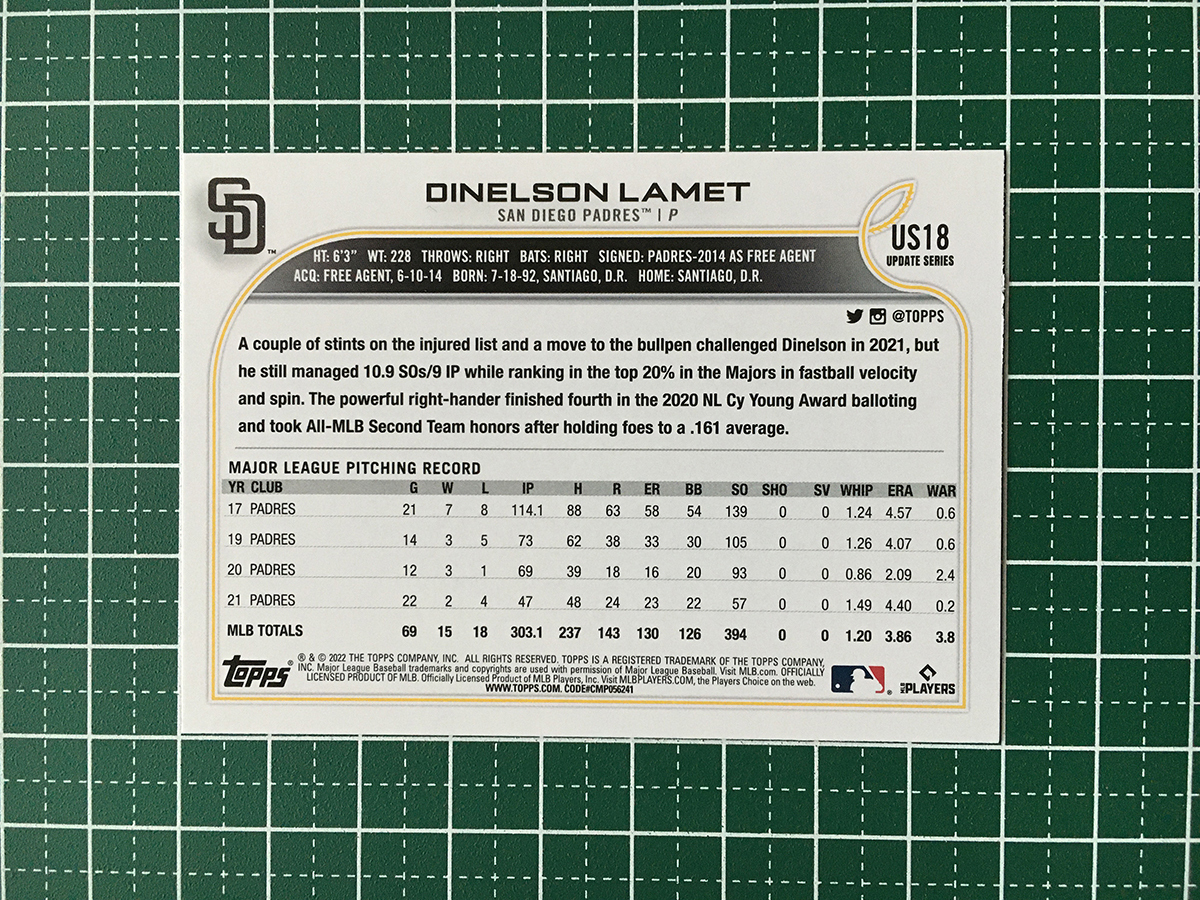 SD™
DINELSON LAMET
SAN DIEGO PADRES™ | P
US18
UPDATE SERIES
HT: 6'3" WT: 228 THROWS: RIGHT BATS: RIGHT SIGNED: PADRES-2014 AS FREE AGENT
ACQ: FREE AGENT, 6-10-14 BORN: 7-18-92, SANTIAGO, D.R. HOME: SANTIAGO, D.R.
@TOPPS
A couple of stints on the injured list and a move to the bullpen challenged Dinelson in 2021, but
he still managed 10.9 SOs/9 IP while ranking in the top 20% in the Majors in fastball velocity
and spin. The powerful right-hander finished fourth in the 2020 NL Cy Young Award balloting
and took All-MLB Second Team honors after holding foes to a .161 average.
MAJOR LEAGUE PITCHING RECORD
YR CLUB G W L IP H R ER BB SO SHO SV WHIP ERA WAR
17 PADRES 21 7 8 114.1 88 63 58 54 139 0 0 1.24 4.57 0.6
19 PADRES 14 3 5 73 62 38 33 30 105 0 0 1.26 4.07 0.6
20 PADRES 12 3 1 69 39 18 16 20 93 0 0 0.86 2.09 2.4
21 PADRES 22 2 4 47 48 24 23 22 57 0 0 1.49 4.40 0.2
MLB TOTALS 69 15 18 303.1 237 143 130 126 394 0 0 1.20 3.86 3.8
Topps®
® & © 2022 THE TOPPS COMPANY, INC. ALL RIGHTS RESERVED. TOPPS IS A REGISTERED TRADEMARK OF THE TOPPS COMPANY,
INC. Major League Baseball trademarks and copyrights are used with permission of Major League Baseball. Visit MLB.com. OFFICIALLY
LICENSED PRODUCT OF MLB. Officially Licensed Product of MLB Players, Inc. Visit MLBPLAYERS.COM, the Players Choice on the web.
WWW.TOPPS.COM. CODE#CMP056241
®
MLB PLAYERS